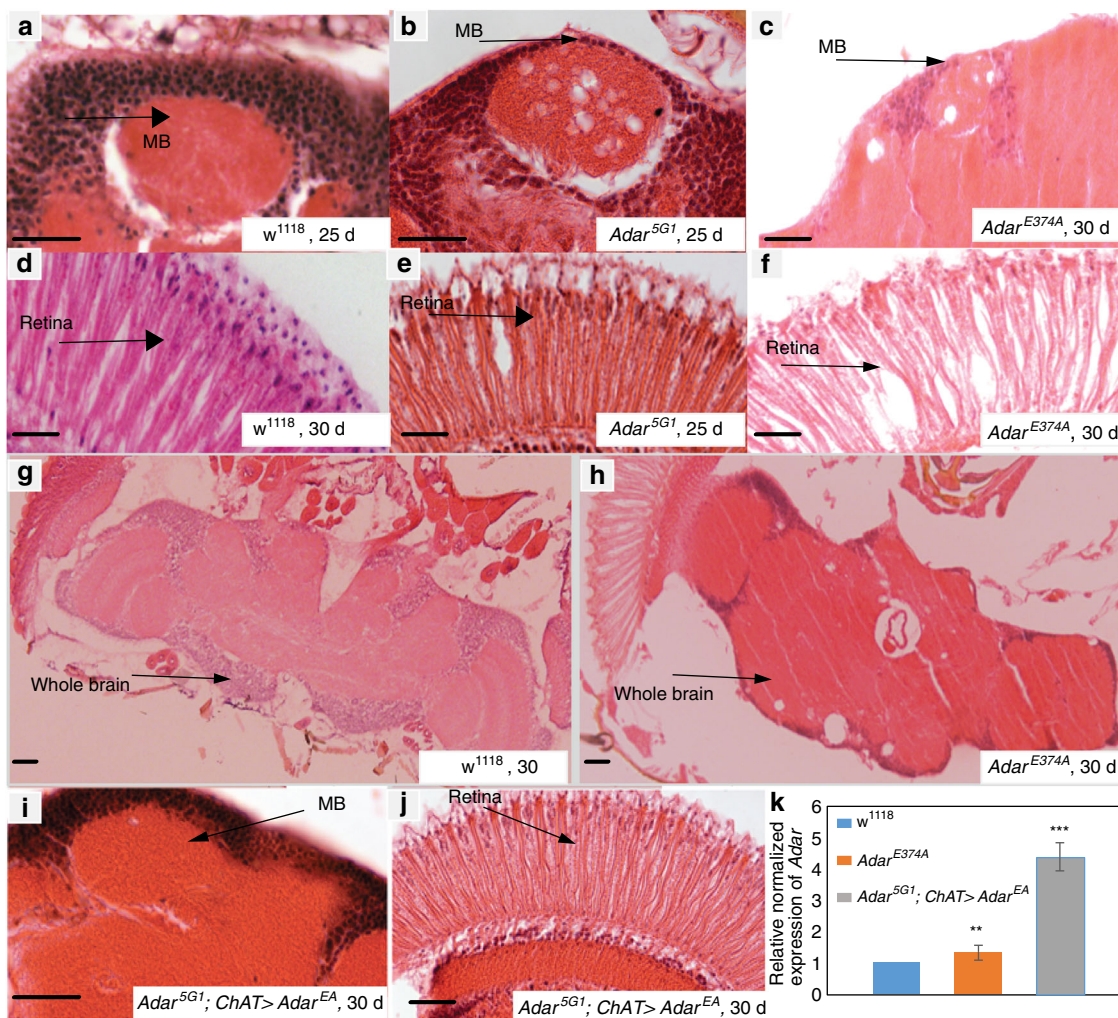 a
MB
w1118, 25 d
b
MB
Adar5G1, 25 d
c
MB
AdarE374A, 30 d
d
Retina
w1118, 30 d
e
Retina
Adar5G1, 25 d
f
Retina
AdarE374A, 30 d
g
Whole brain
w1118, 30
h
Whole brain
AdarE374A, 30 d
i
MB
Adar5G1; ChAT> AdarEA, 30 d
j
Retina
Adar5G1; ChAT> AdarEA, 30 d
k
Relative normalized
expression of Adar
6
5
4
3
2
1
0
w1118
AdarE374A
Adar5G1; ChAT> AdarEA
**
***